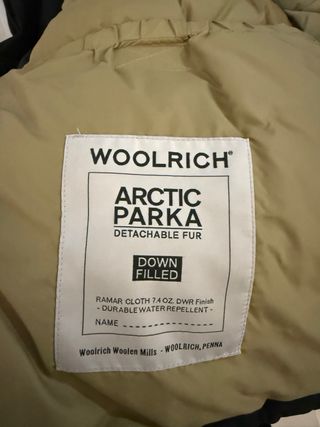 WOOLRICH®
ARCTIC
PARKA
DETACHABLE FUR
DOWN
FILLED
RAMAR CLOTH 7.4 OZ. DWR Finish
- DURABLE WATER REPELLENT -
NAME ------------
Woolrich Woolen Mills - WOOLRICH, PENNA